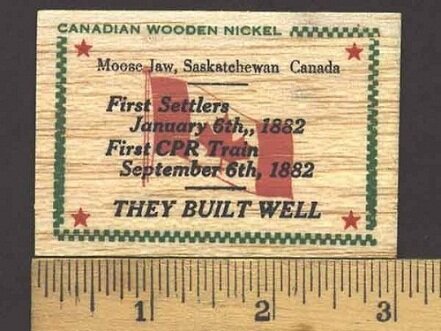 CANADIAN WOODEN NICKEL
Moose Jaw, Saskatchewan Canada
First Settlers
January 6th,, 1882
First CPR Train
September 6th, 1882
THEY BUILT WELL
1 2 3